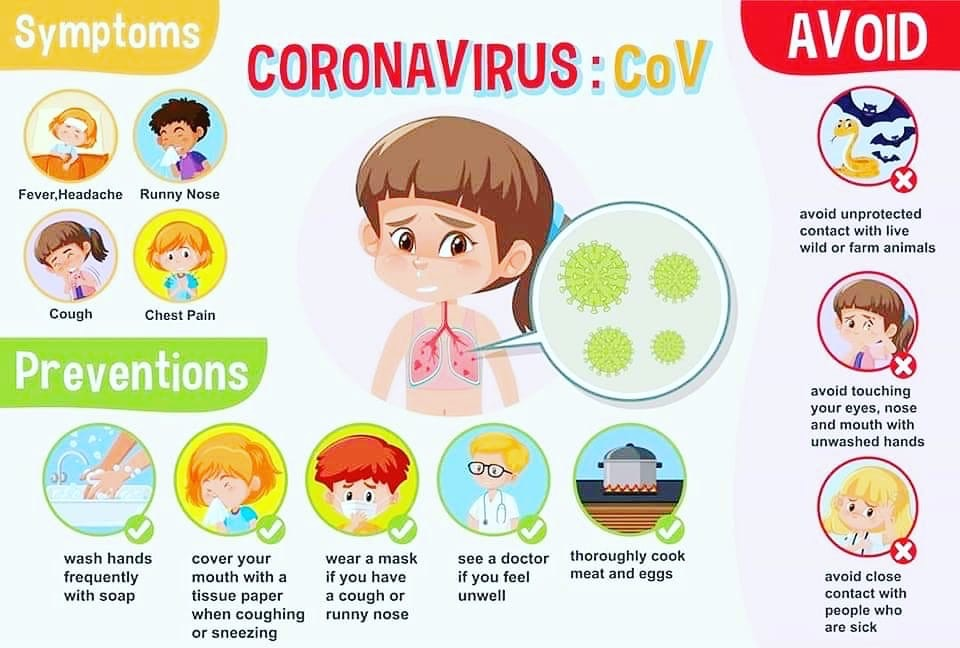 Symptoms
CORONAVIRUS : CoV
AVOID
Fever,Headache
Runny Nose
Cough
Chest Pain
avoid unprotected
contact with live
wild or farm animals
avoid touching
your eyes, nose
and mouth with
unwashed hands
avoid close
contact with
people who
are sick
Preventions
wash hands
frequently
with soap
cover your
mouth with a
tissue paper
when coughing
or sneezing
wear a mask
if you have
a cough or
runny nose
see a doctor
if you feel
unwell
thoroughly cook
meat and eggs